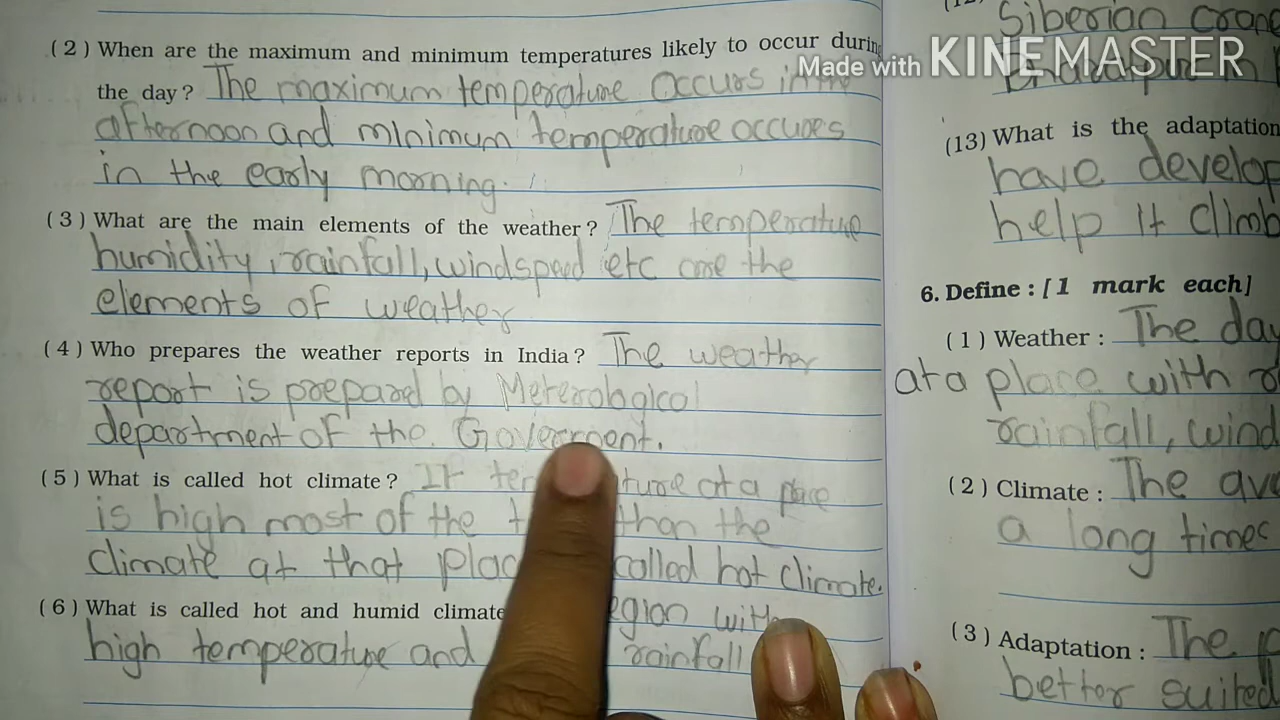 (2) When are the maximum and minimum temperatures likely to occur during
the day? The maximum temperature Occurs in the
afternoon and minimum temperature occures
in the early morning.
(3) What are the main elements of the weather? The temperature
humidity, rainfall, windspeed etc are the
elements of weather
(4) Who prepares the weather reports in India? The weather
report is prepared by Meterological
department of the Goverment.
(5) What is called hot climate? If
at a place
is high most of the than the
climate at that called hot climate.
(6) What is called hot and humid climate with
high temperature and rainfall
Made with KINEMASTER
Siberian crane
(13) What is the adaptation
have develop
help It climb
6. Define : [1 mark each]
(1) Weather : The day
at a place with
rainfall, wind
(2) Climate : The
a long times
(3) Adaptation : The
better suited